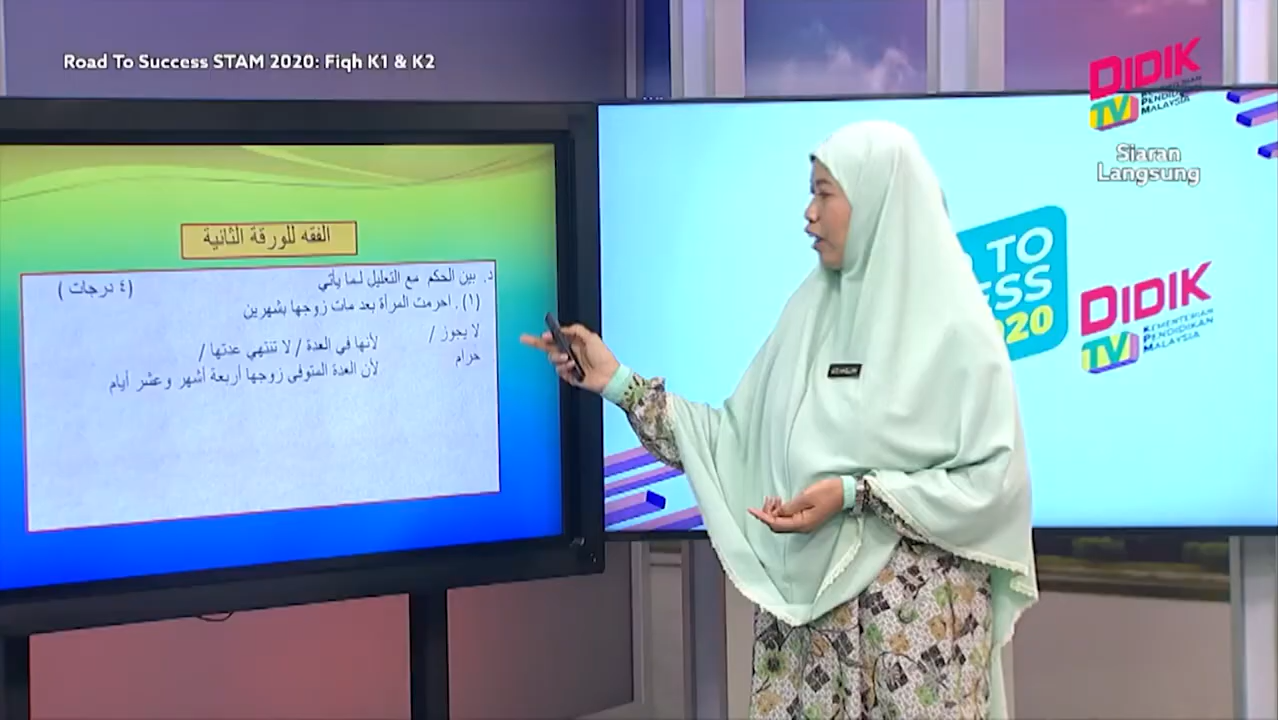 Road To Success STAM 2020: Fiqh K1 & K2
DIDIK
TV
KEMENTERIAN
PENDIDIKAN
MALAYSIA
Siaran
Langsung
الفقه للورقة الثانية
د. بين الحكم مع التعليل لما يأتي (٤ درجات)
(١). احرمت المرأة بعد مات زوجها بشهرين
لا يجوز / لأنها في العدة / لا تنتهي عدتها /
حرام لأن العدة المتوفى زوجها أربعة أشهر وعشر أيام
TO
ESS
020
DIDIK
TV
KEMENTERIAN
PENDIDIKAN
MALAYSIA